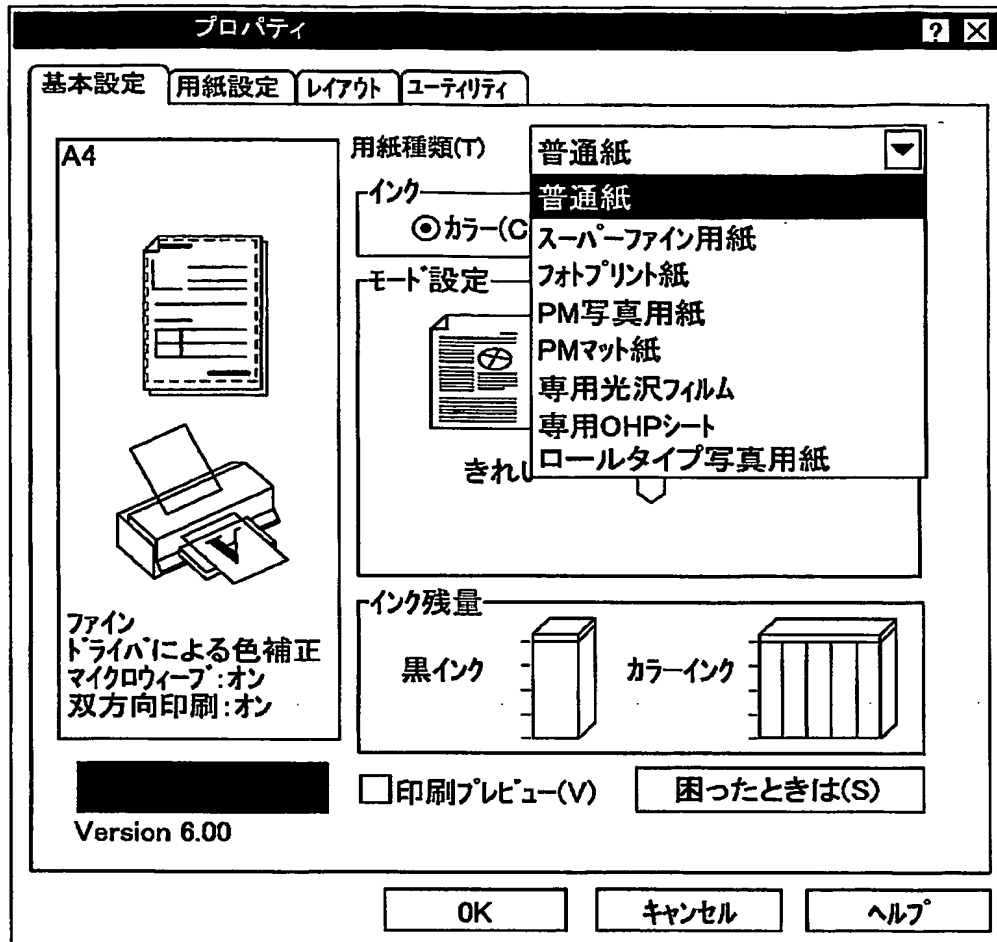 プロパティ
? ×
基本設定 用紙設定 レイアウト ユーティリティ
A4
用紙種類(T) 普通紙
普通紙
スーパーファイン用紙
フォトプリント紙
PM写真用紙
PMマット紙
専用光沢フィルム
専用OHPシート
ロールタイプ写真用紙
インク
カラー(C
モード設定
きれい
ファイン
ドライバによる色補正
マイクロウィーブ:オン
双方向印刷:オン
インク残量
黒インク カラーインク
印刷プレビュー(V) 困ったときは(S)
Version 6.00
OK キャンセル ヘルプ